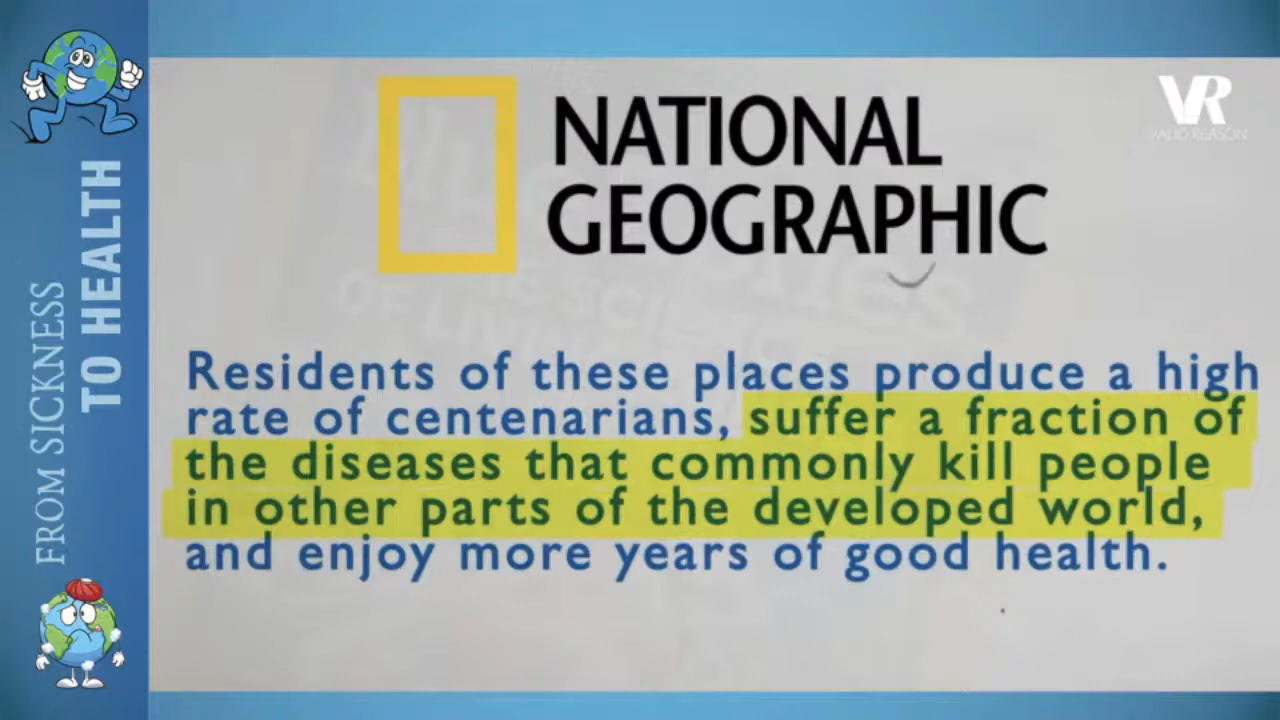 FROM SICKNESS
TO HEALTH
NATIONAL
GEOGRAPHIC
VR
VALID REASON
Residents of these places produce a high
rate of centenarians, suffer a fraction of
the diseases that commonly kill people
in other parts of the developed world,
and enjoy more years of good health.